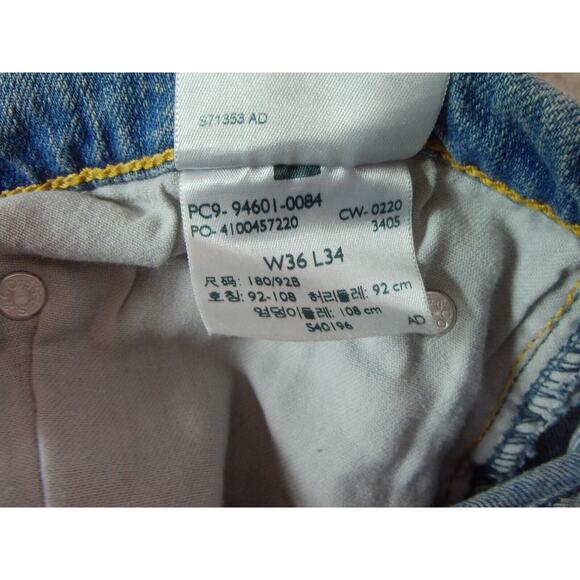 S71353 AD
PC9- 94601-0084
PO- 4100457220
CW- 0220
3405
W36 L34
尺码: 180/92B
호칭: 92-108 허리둘레: 92 cm
엉덩이둘레: 108 cm
S40196
AD